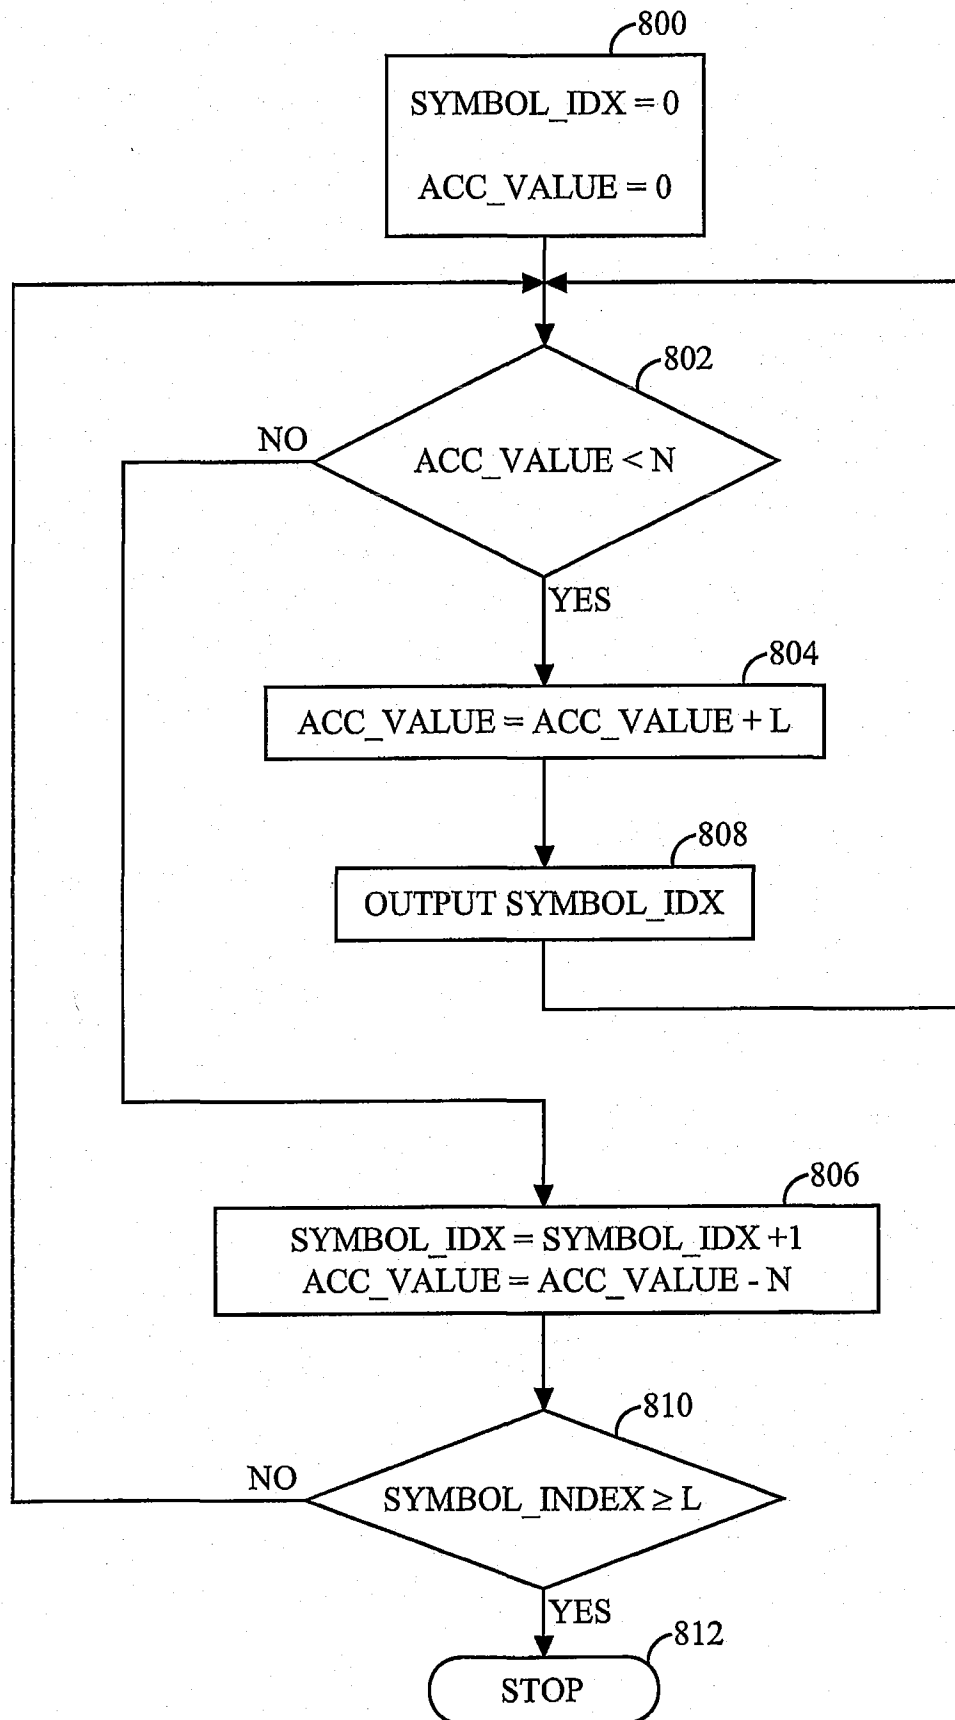 800
SYMBOL_IDX = 0
ACC_VALUE = 0
802
NO
ACC_VALUE < N
YES
804
ACC_VALUE = ACC_VALUE + L
808
OUTPUT SYMBOL_IDX
806
SYMBOL_IDX = SYMBOL_IDX +1
ACC_VALUE = ACC_VALUE - N
810
NO
SYMBOL_INDEX ≥ L
YES
812
STOP